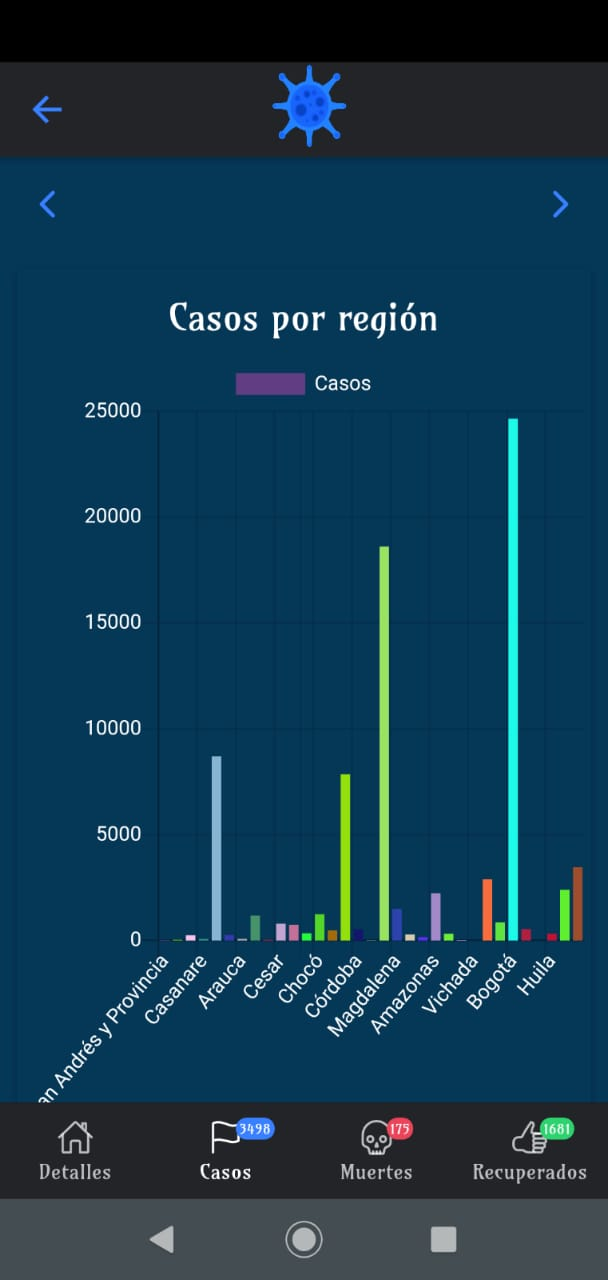 Casos por región
Casos
25000
20000
15000
10000
5000
0
an Andrés y Provincia
Casanare
Arauca
Cesar
Chocó
Córdoba
Magdalena
Amazonas
Vichada
Bogotá
Huila
3498
175
1681
Detalles
Casos
Muertes
Recuperados